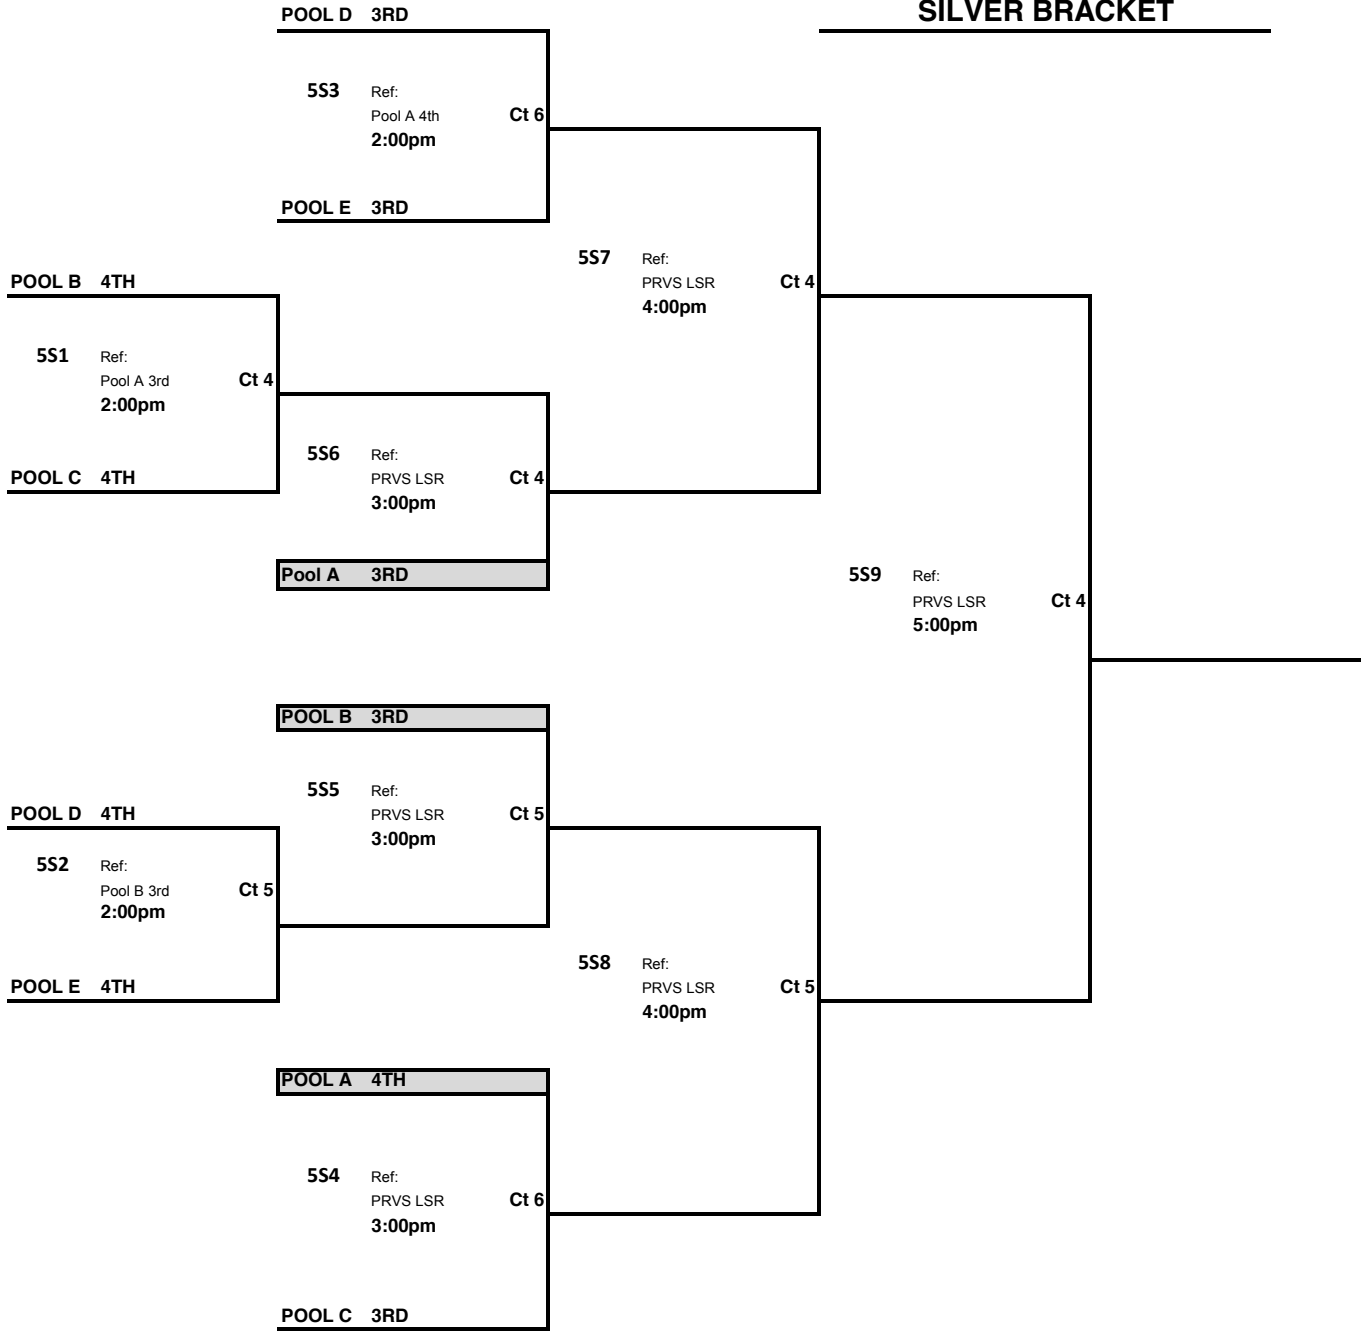 SILVER BRACKET
POOL D 3RD
5S3 Ref:
Pool A 4th Ct 6
2:00pm
POOL E 3RD
5S7 Ref:
POOL B 4TH PRVS LSR Ct 4
4:00pm
5S1 Ref:
Pool A 3rd Ct 4
2:00pm
5S6 Ref:
POOL C 4TH PRVS LSR Ct 4
3:00pm
Pool A 3RD 5S9 Ref:
PRVS LSR Ct 4
5:00pm
POOL B 3RD
5S5 Ref:
POOL D 4TH PRVS LSR Ct 5
3:00pm
5S2 Ref:
Pool B 3rd Ct 5
2:00pm
5S8 Ref:
POOL E 4TH PRVS LSR Ct 5
4:00pm
POOL A 4TH
5S4 Ref:
PRVS LSR Ct 6
3:00pm
POOL C 3RD